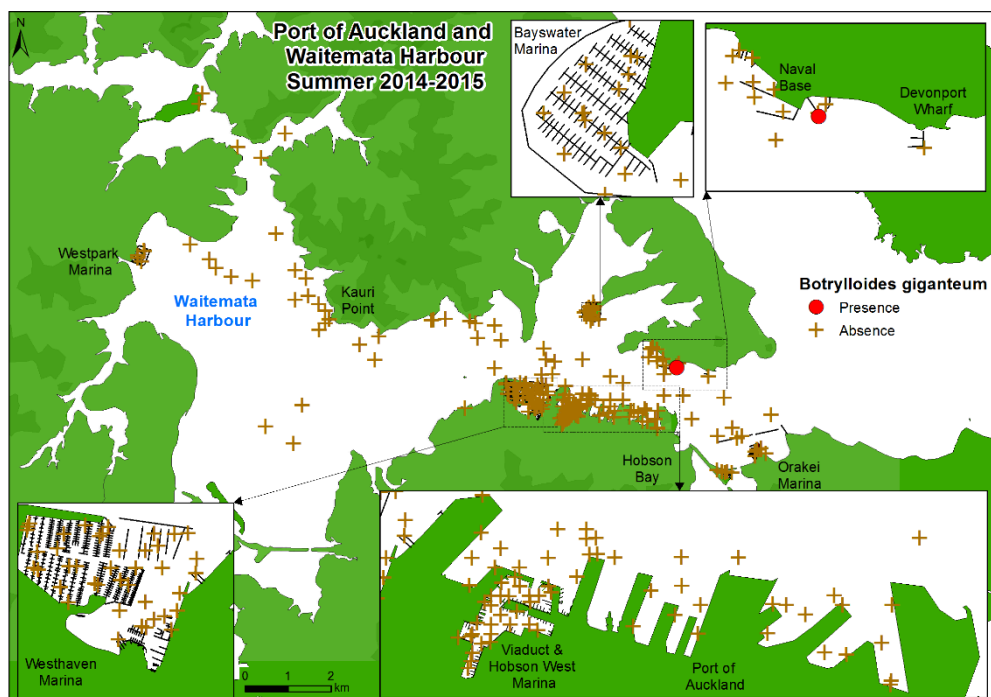 N
Port of Auckland and
Waitemata Harbour
Summer 2014-2015
Bayswater
Marina
Naval
Base
Devonport
Wharf
Westpark
Marina
Waitemata
Harbour
Kauri
Point
Botrylloides giganteum
Presence
Absence
Hobson
Bay
Orakei
Marina
Westhaven
Marina
0 1 2
km
Viaduct &
Hobson West
Marina
Port of
Auckland